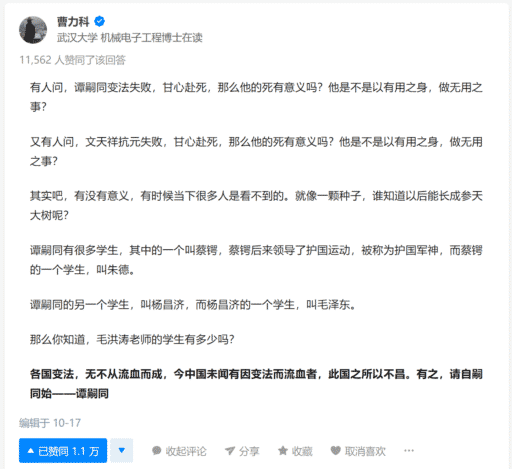 曹力科
武汉大学 机械电子工程博士在读
11,562 人赞同了该回答
有人问，谭嗣同变法失败，甘心赴死，那么他的死有意义吗？他是不是以有用之身，做无用之
事？
又有人问，文天祥抗元失败，甘心赴死，那么他的死有意义吗？他是不是以有用之身，做无用
之事？
其实吧，有没有意义，有时候当下很多人是看不到的。就像一颗种子，谁知道以后能长成参天
大树呢？
谭嗣同有很多学生，其中的一个叫蔡锷，蔡锷后来领导了护国运动，被称为护国军神，而蔡锷
的一个学生，叫朱德。
谭嗣同的另一个学生，叫杨昌济，而杨昌济的一个学生，叫毛泽东。
那么你知道，毛洪涛老师的学生有多少吗？
各国变法，无不从流血而成，今中国未闻有因变法而流血者，此国之所以不昌。有之，请自嗣
同始——谭嗣同
编辑于 10-17
已赞同 1.1 万
收起评论
分享
收藏
取消喜欢